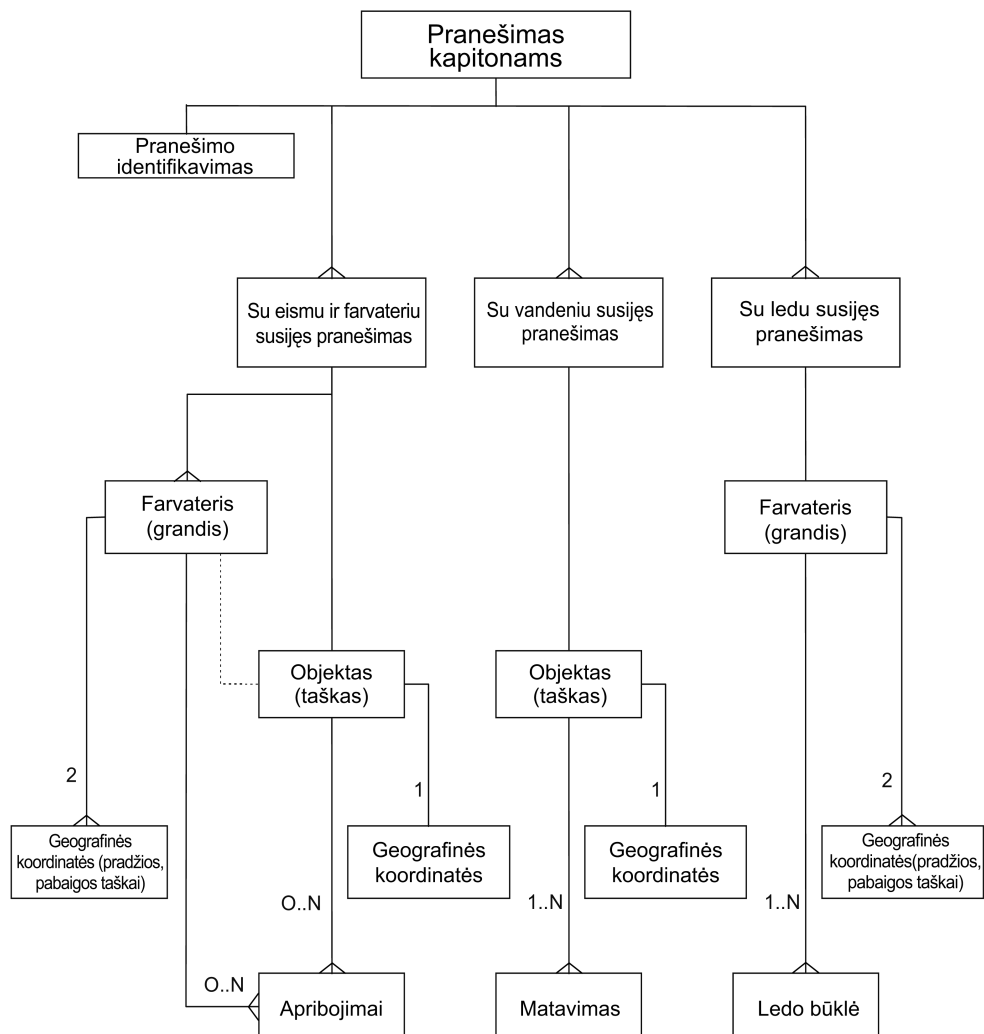 Pranešimas
kapitonams
Pranešimo
identifikavimas
Su eismu ir farvateriu
susijęs pranešimas
Su vandeniu susijęs
pranešimas
Su ledu susijęs
pranešimas
Farvateris
(grandis)
Farvateris
(grandis)
Objektas
(taškas)
Objektas
(taškas)
2
1
1
2
Geografinės
koordinatės (pradžios,
pabaigos taškai)
Geografinės
koordinatės
Geografinės
koordinatės
Geografinės
koordinatės(pradžios,
pabaigos taškai)
O..N
1..N
1..N
O..N
Apribojimai
Matavimas
Ledo būklė